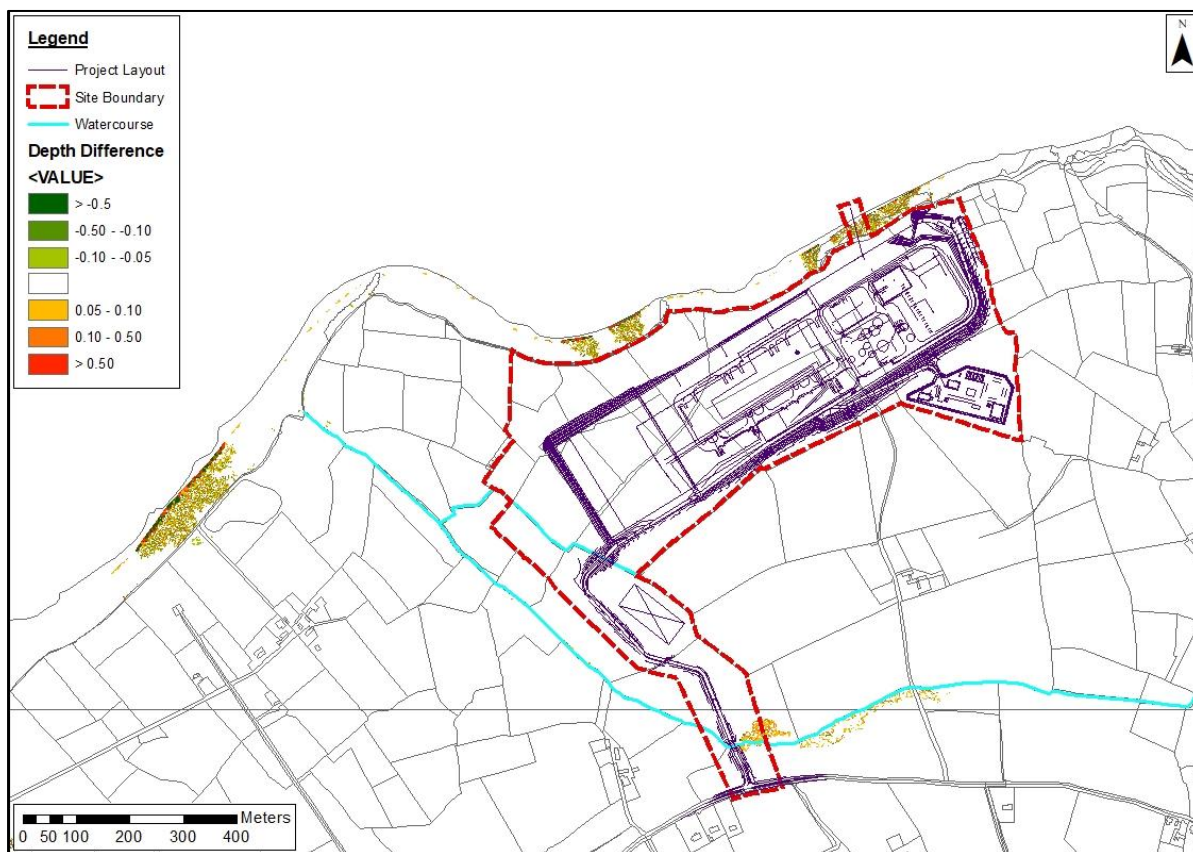 Legend
Project Layout
Site Boundary
Watercourse
Depth Difference
<VALUE>
> -0.5
-0.50 - -0.10
-0.10 - -0.05
0.05 - 0.10
0.10 - 0.50
> 0.50
N
Meters
0 50 100 200 300 400